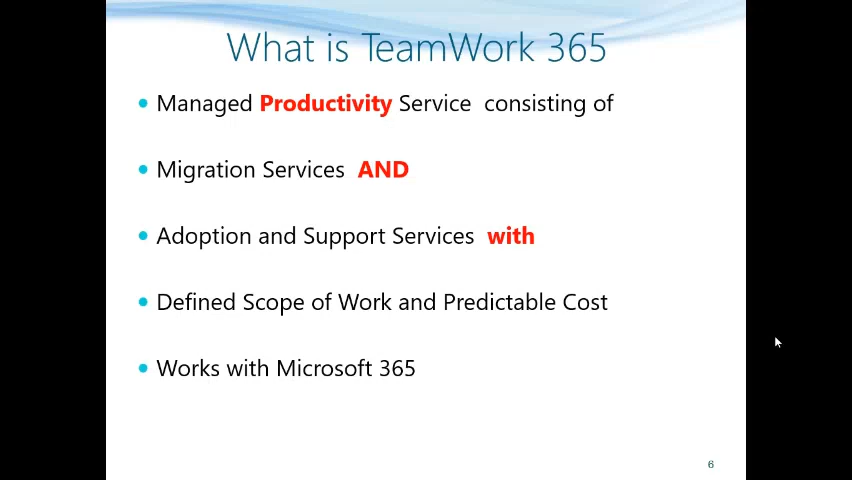 What is TeamWork 365
• Managed Productivity Service consisting of
• Migration Services AND
• Adoption and Support Services with
• Defined Scope of Work and Predictable Cost
• Works with Microsoft 365
6